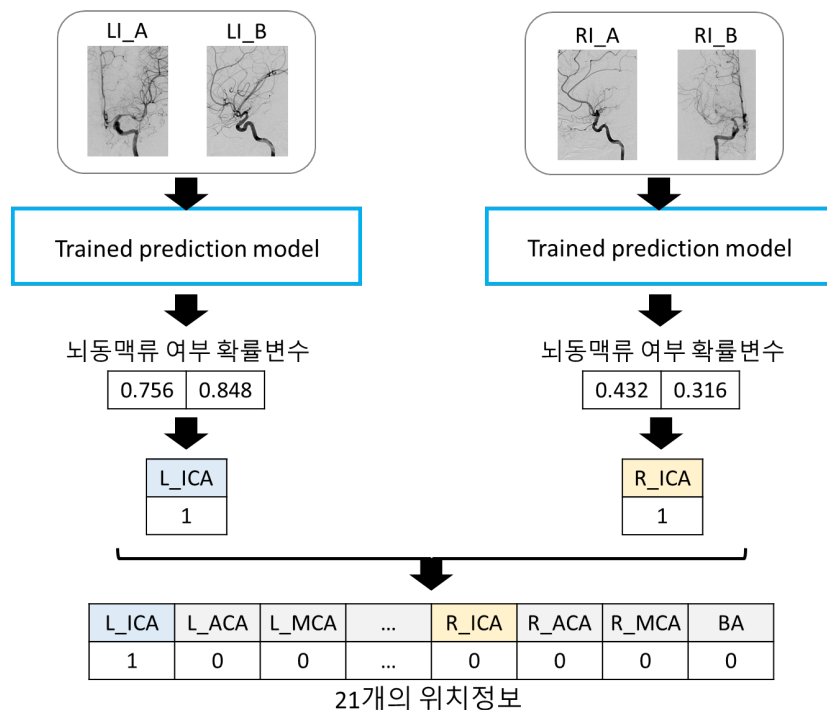 LI_A LI_B RI_A RI_B
Trained prediction model Trained prediction model
뇌동맥류 여부 확률변수 뇌동맥류 여부 확률변수
0.756 0.848 0.432 0.316
L_ICA R_ICA
1 1
L_ICA L_ACA L_MCA ... R_ICA R_ACA R_MCA BA
1 0 0 ... 0 0 0 0
21개의 위치정보